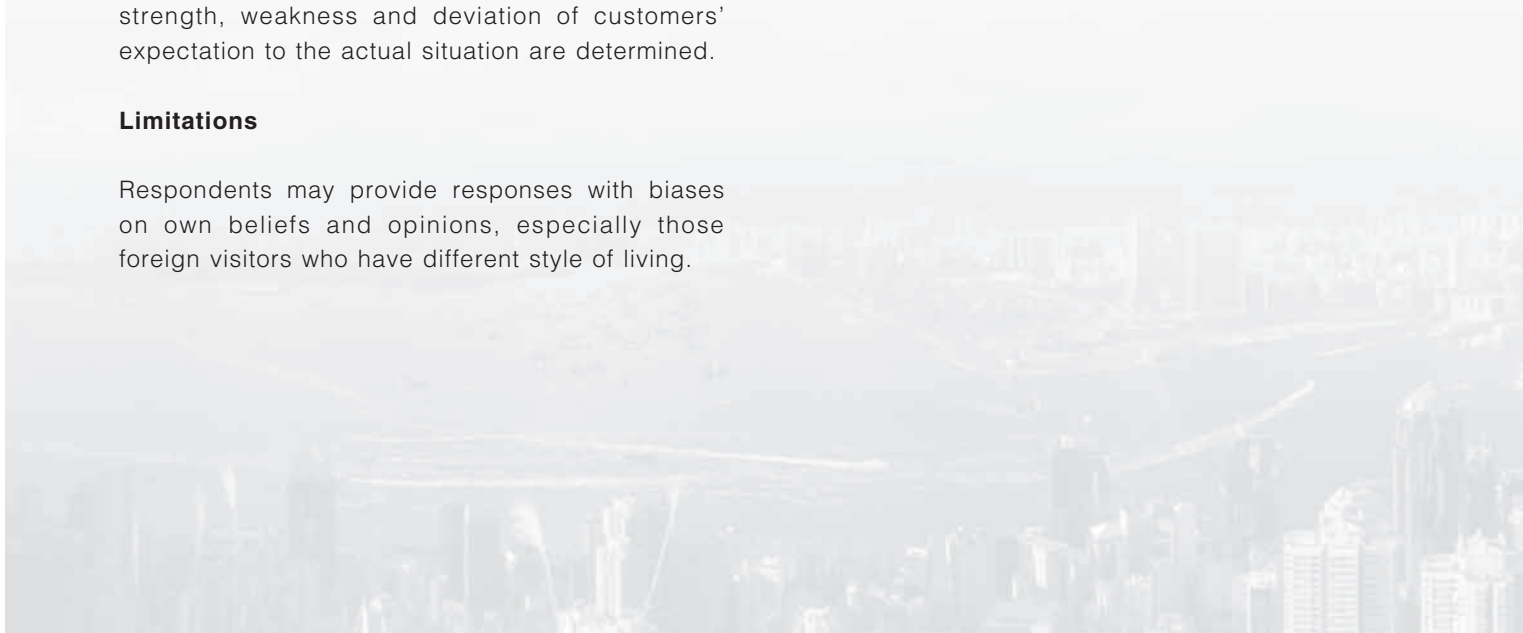 strength, weakness and deviation of customers’
expectation to the actual situation are determined.
Limitations
Respondents may provide responses with biases
on own beliefs and opinions, especially those
foreign visitors who have different style of living.